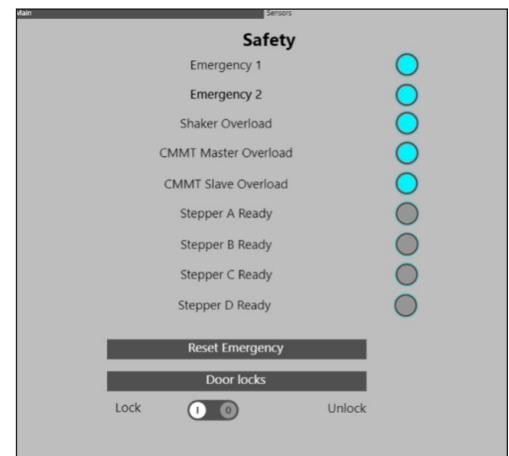 Main Sensors
Safety
Emergency 1
Emergency 2
Shaker Overload
CMMT Master Overload
CMMT Slave Overload
Stepper A Ready
Stepper B Ready
Stepper C Ready
Stepper D Ready
Reset Emergency
Door locks
Lock I 0 Unlock